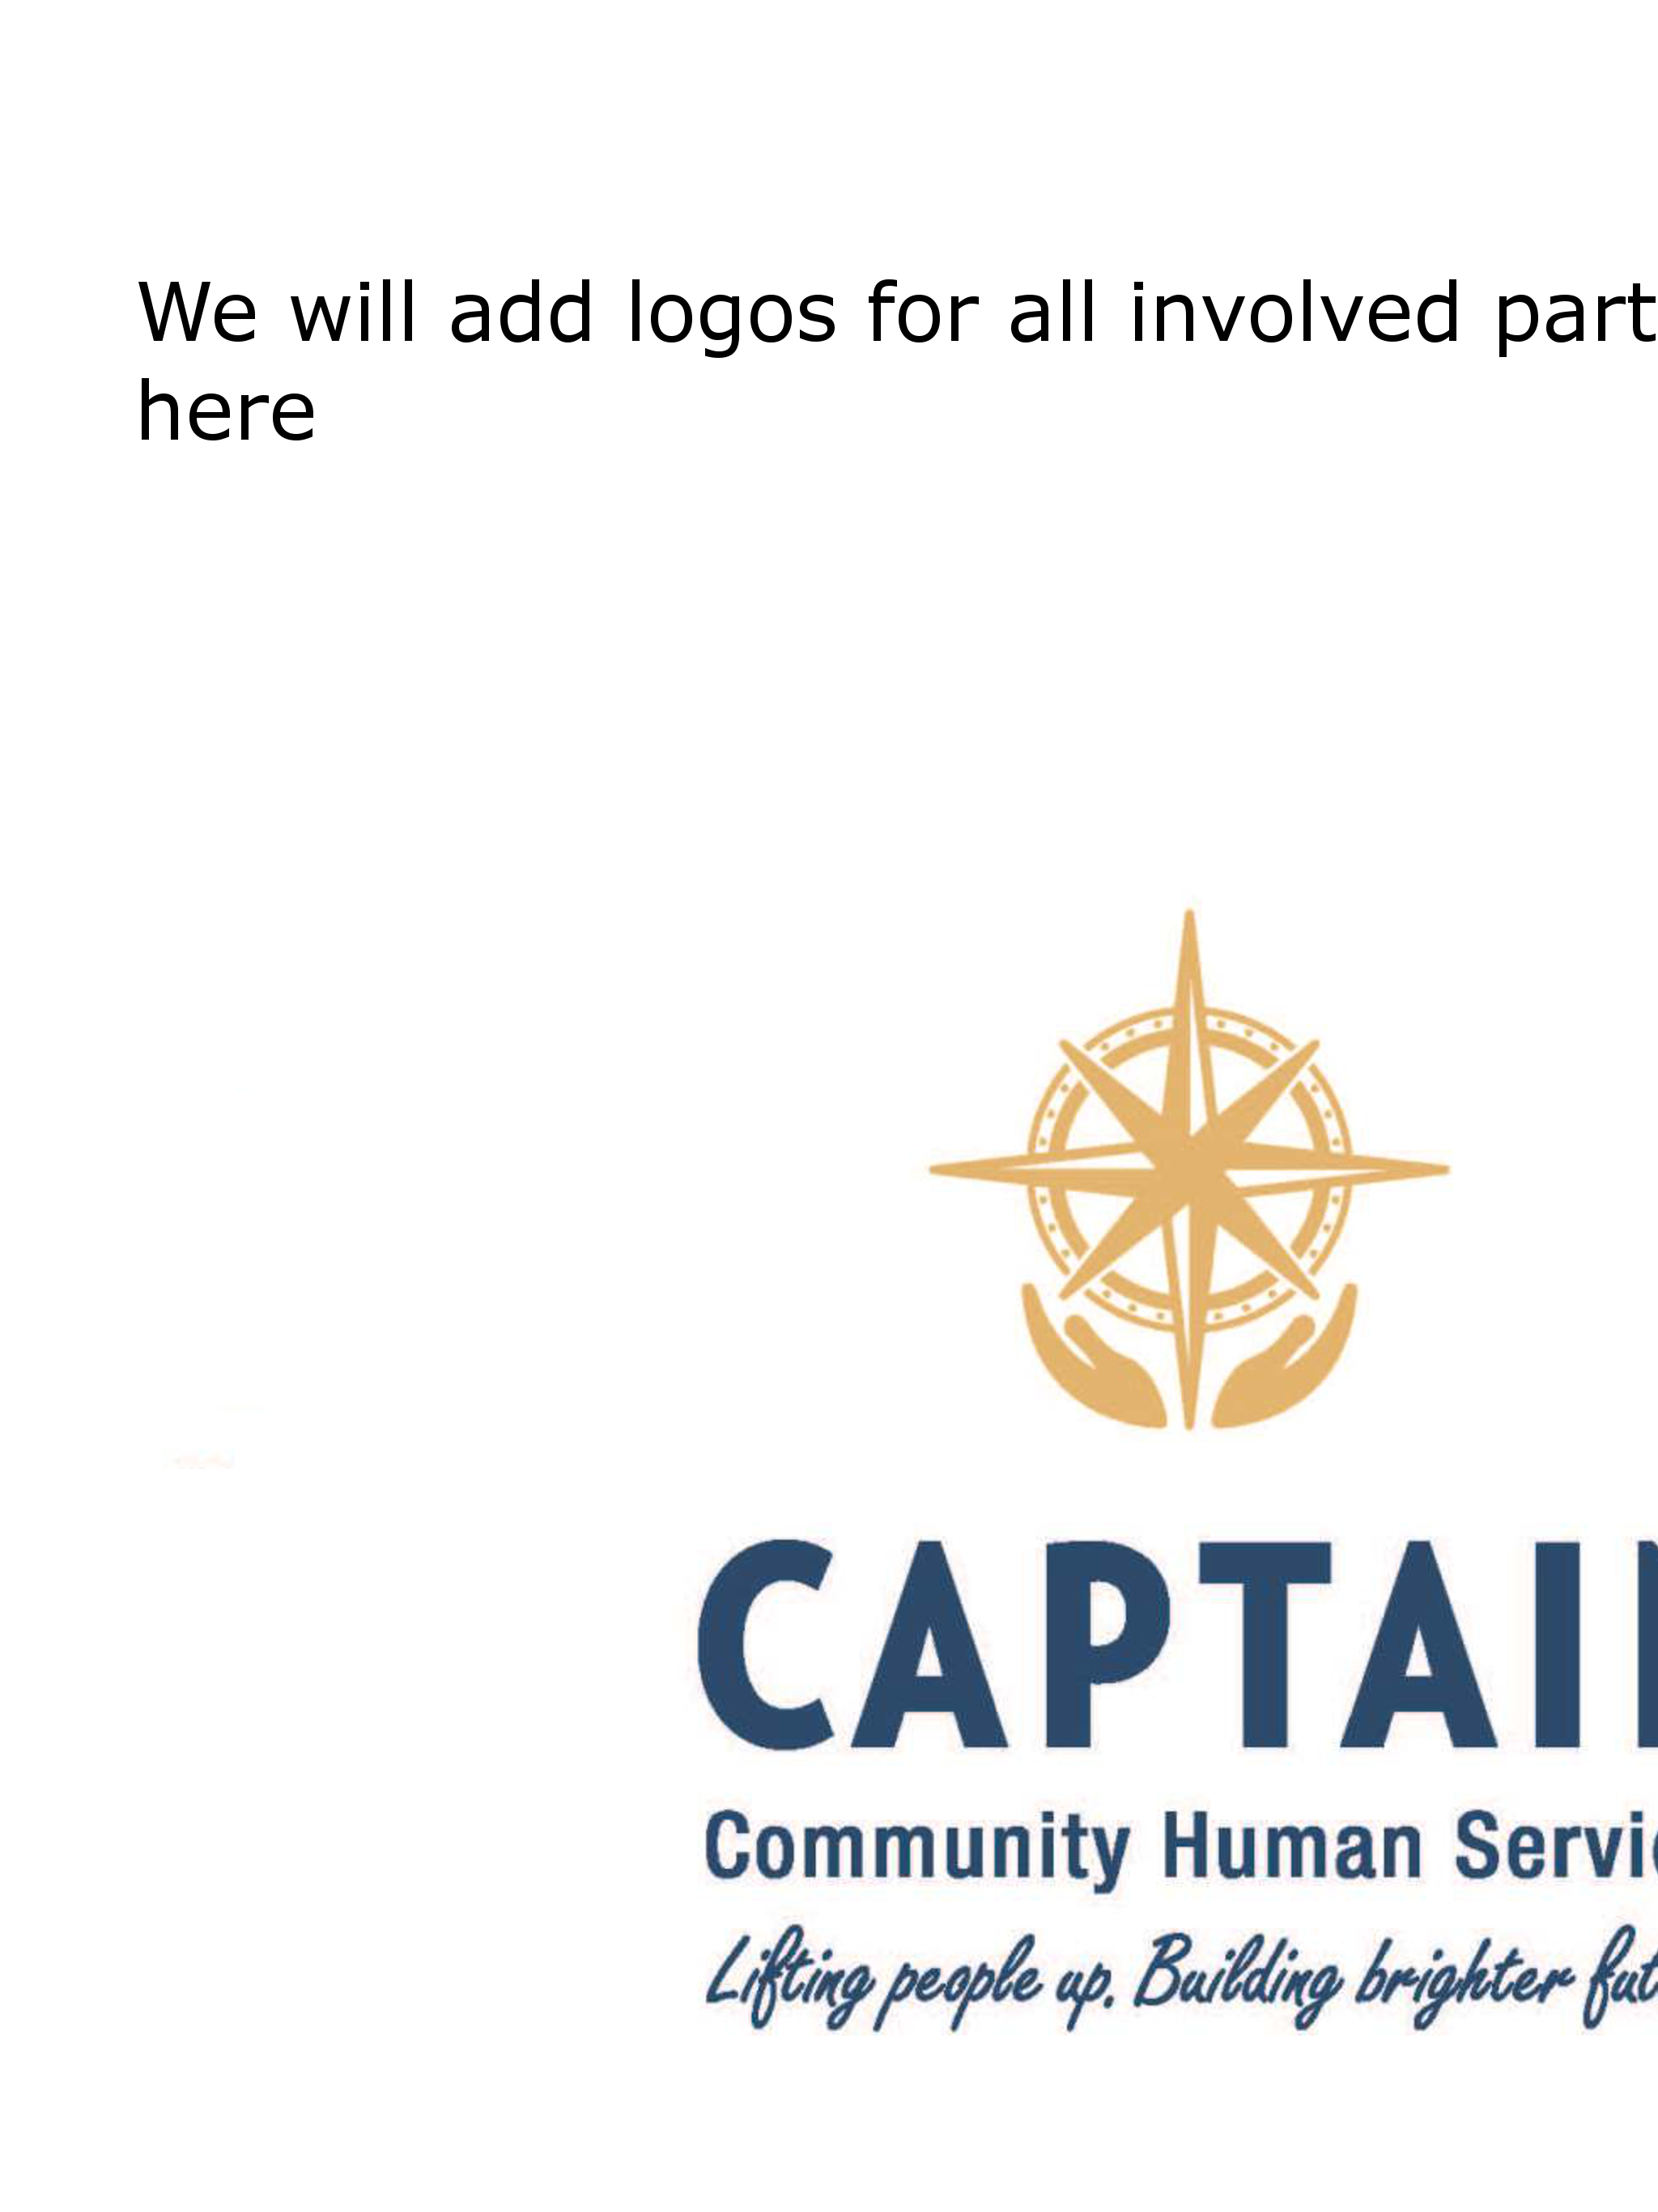 We will add logos for all involved part
here
CAPTAI
Community Human Servi
Lifting people up. Building brighter fut